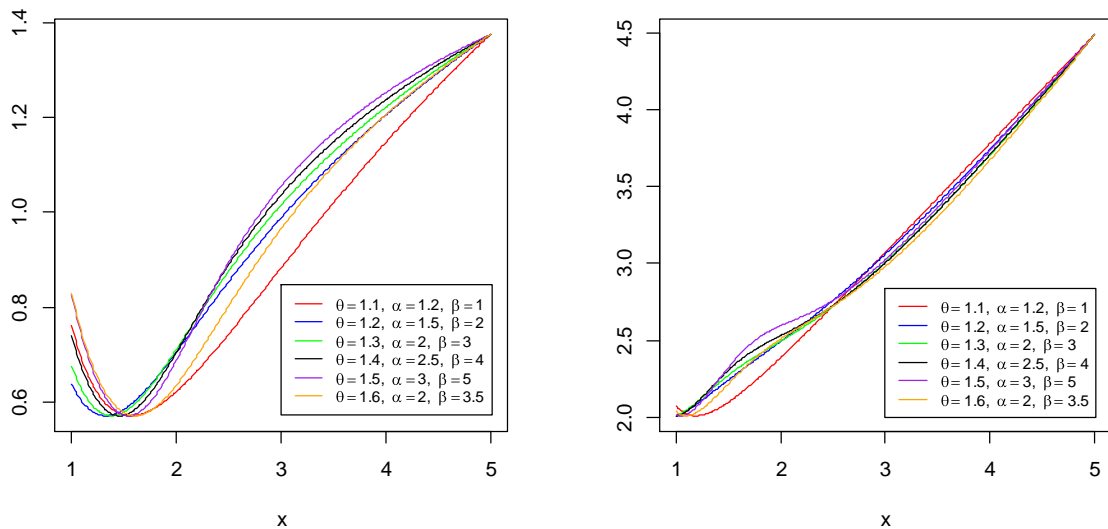 0.6 0.8 1.0 1.2 1.4
1 2 3 4 5
x
θ = 1.1, α = 1.2, β = 1
θ = 1.2, α = 1.5, β = 2
θ = 1.3, α = 2, β = 3
θ = 1.4, α = 2.5, β = 4
θ = 1.5, α = 3, β = 5
θ = 1.6, α = 2, β = 3.5
2.0 2.5 3.0 3.5 4.0 4.5
1 2 3 4 5
x
θ = 1.1, α = 1.2, β = 1
θ = 1.2, α = 1.5, β = 2
θ = 1.3, α = 2, β = 3
θ = 1.4, α = 2.5, β = 4
θ = 1.5, α = 3, β = 5
θ = 1.6, α = 2, β = 3.5